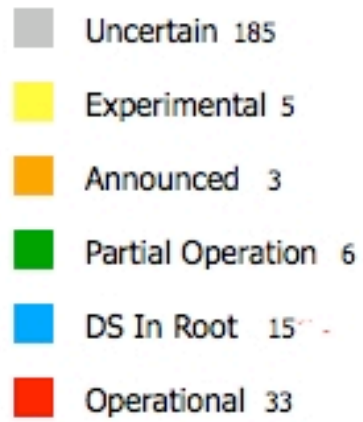 Uncertain 185
Experimental 5
Announced 3
Partial Operation 6
DS In Root 15
Operational 33